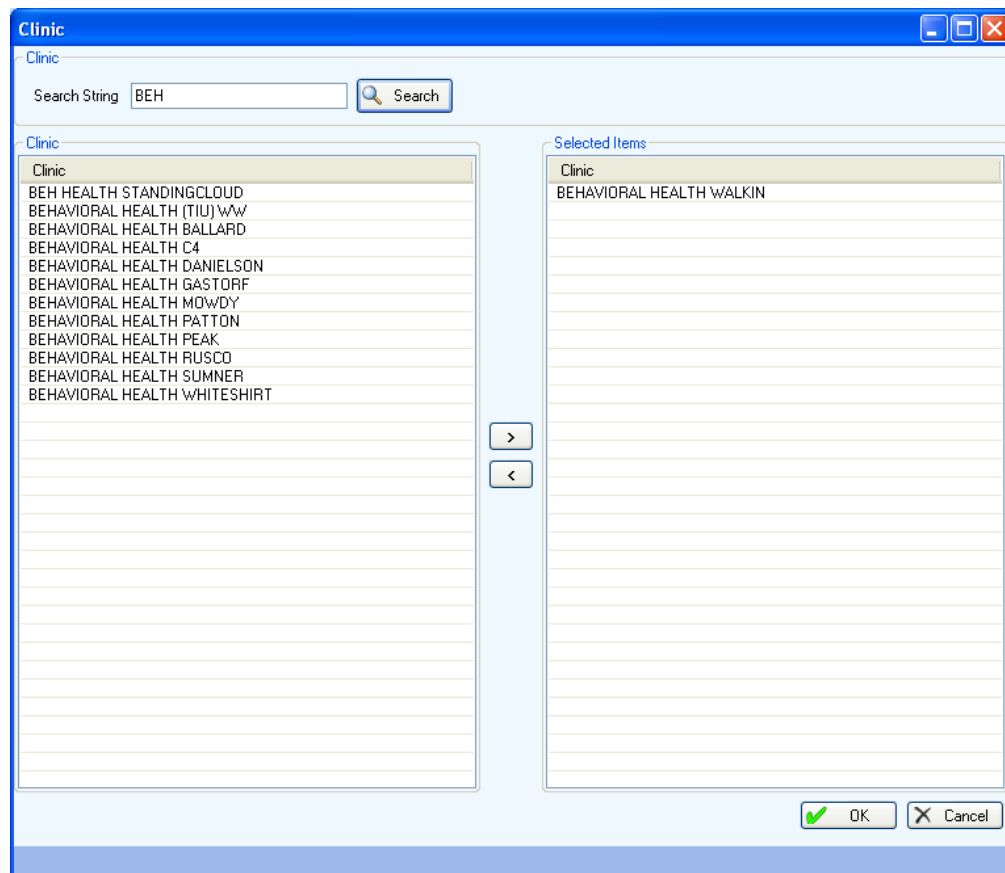 Clinic
Clinic
Search String BEH Search
Clinic
Clinic
BEH HEALTH STANDINGCLOUD
BEHAVIORAL HEALTH (TIU) WW
BEHAVIORAL HEALTH BALLARD
BEHAVIORAL HEALTH C4
BEHAVIORAL HEALTH DANIELSON
BEHAVIORAL HEALTH GASTORF
BEHAVIORAL HEALTH MOWDY
BEHAVIORAL HEALTH PATTON
BEHAVIORAL HEALTH PEAK
BEHAVIORAL HEALTH RUSCO
BEHAVIORAL HEALTH SUMNER
BEHAVIORAL HEALTH WHITESHIRT
>
<
Selected Items
Clinic
BEHAVIORAL HEALTH WALKIN
OK Cancel